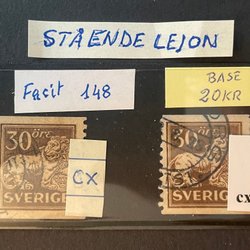 STÅENDE LEJON
Facit 148
BASE
20KR
30 ÖRE
CX
SVERIGE
30
cx
SVERIGE